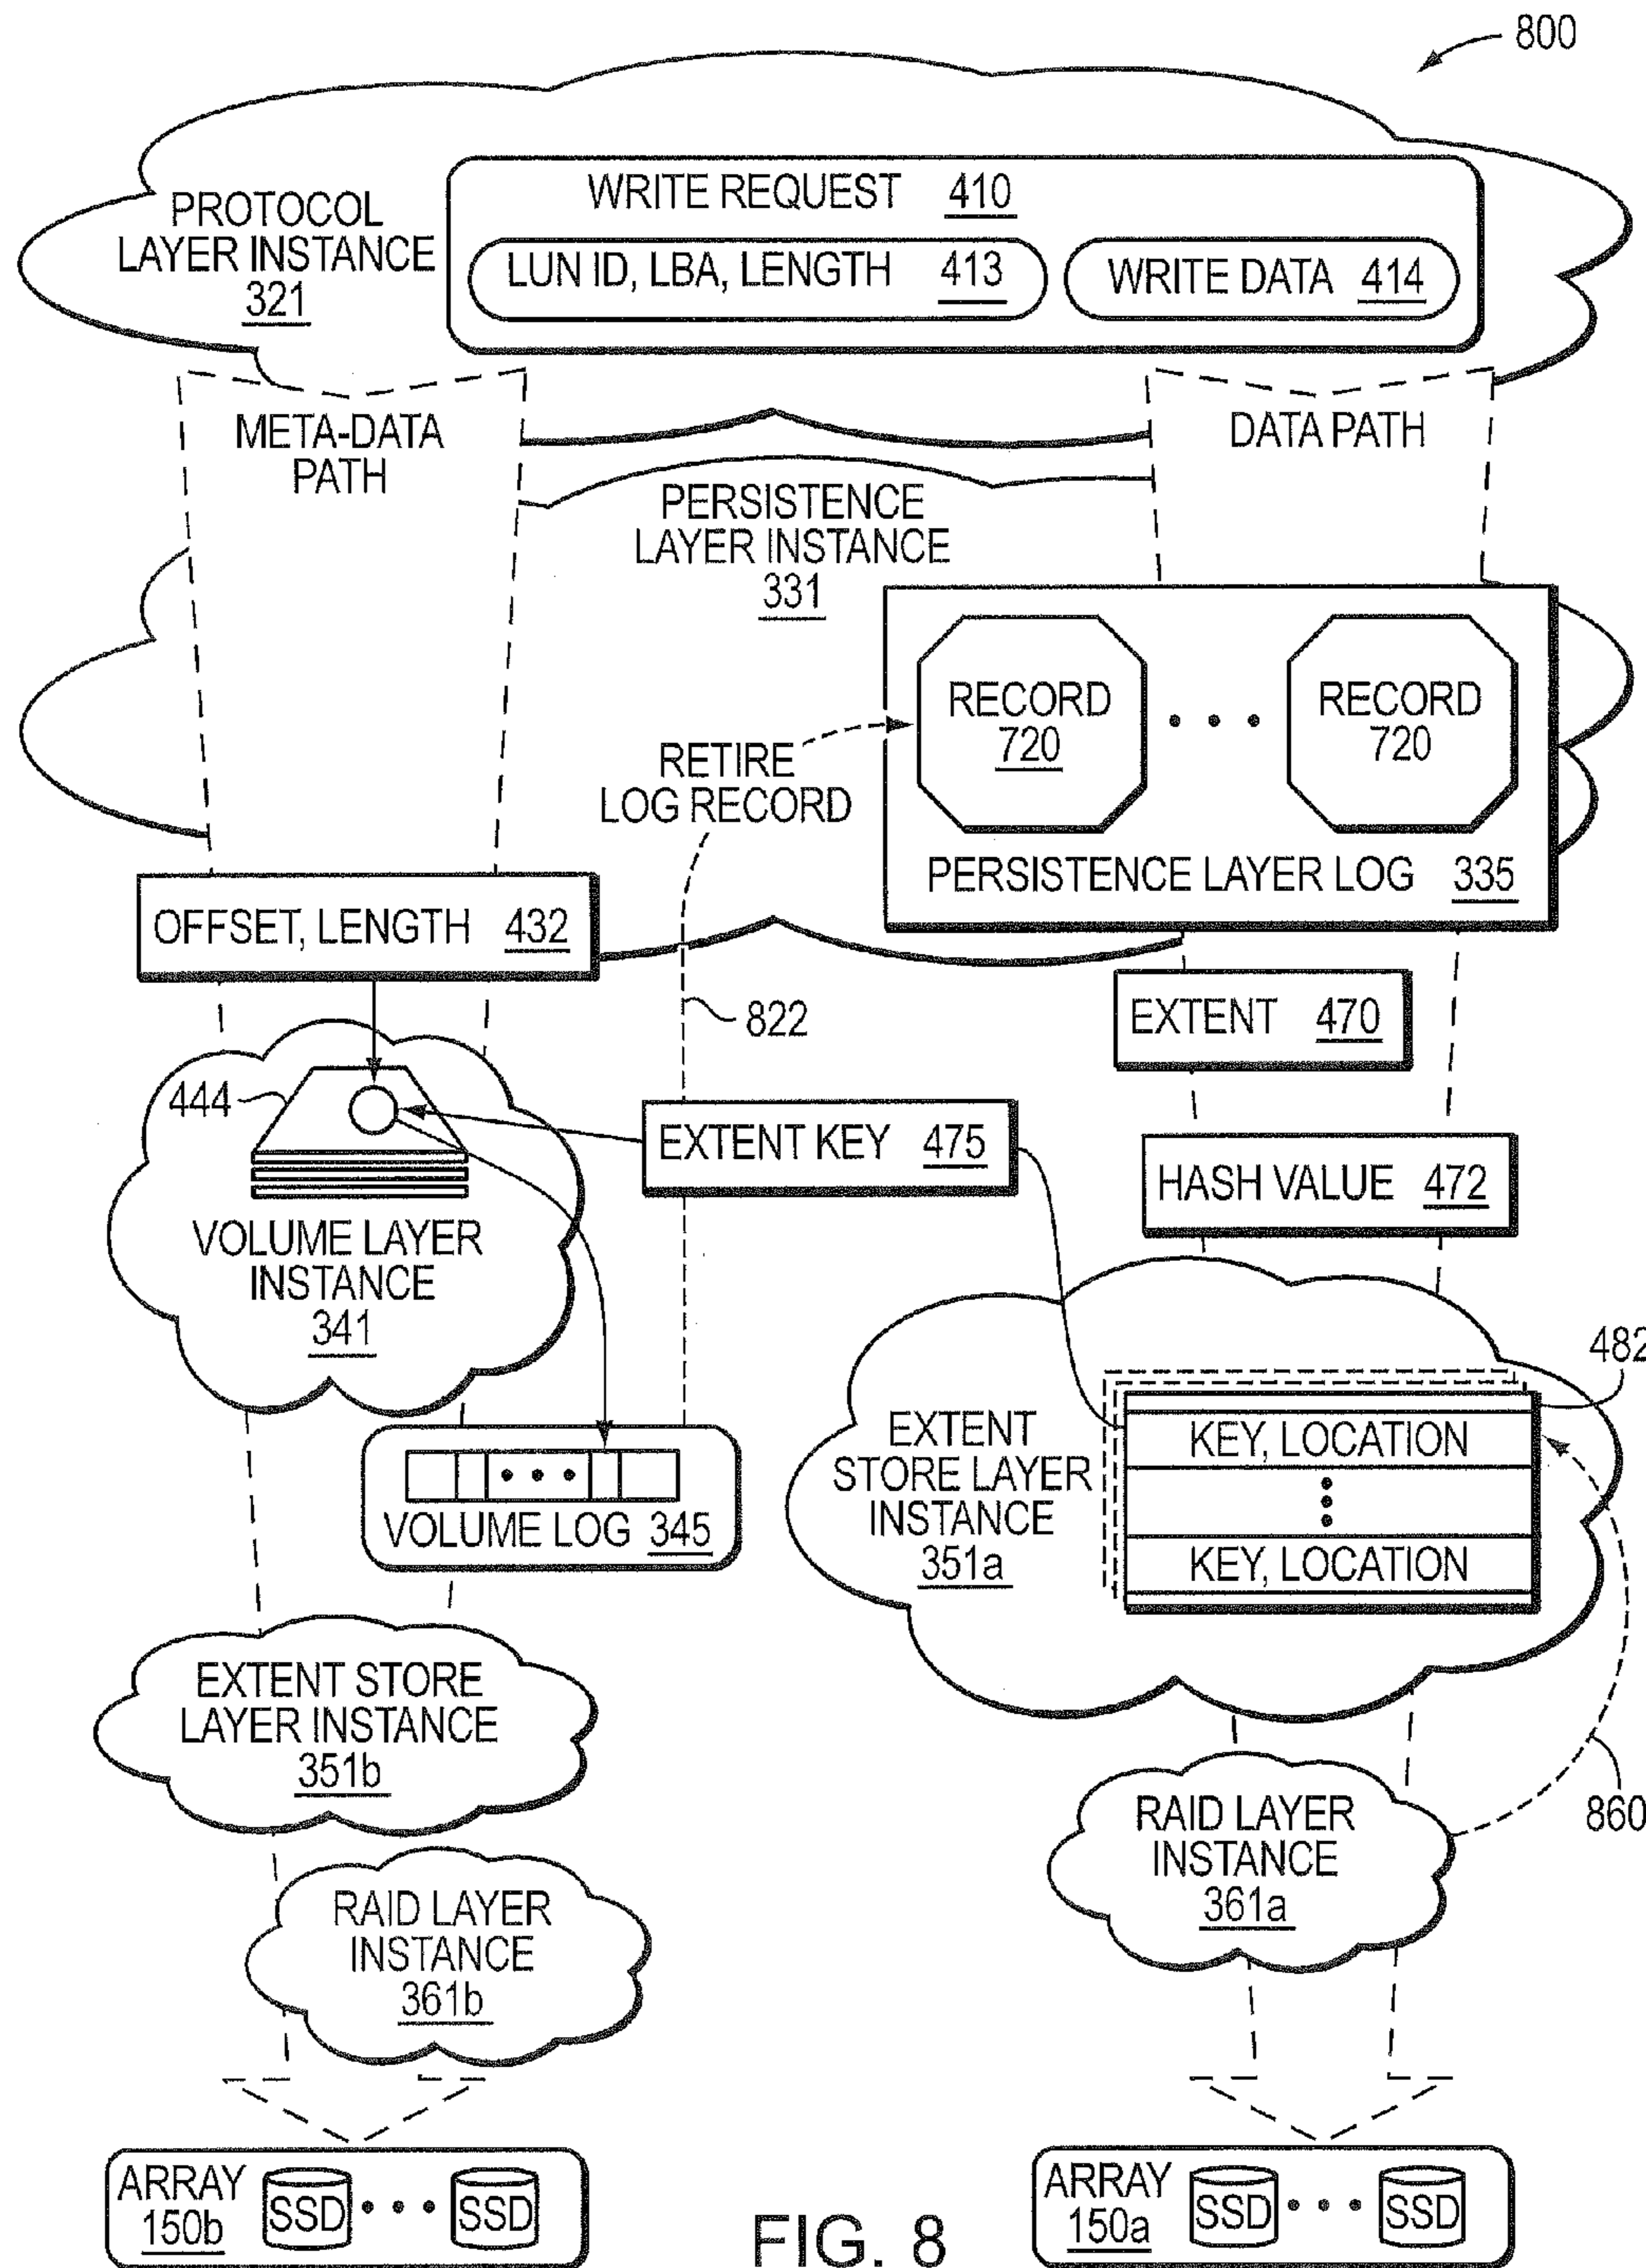 800
WRITE REQUEST 410
PROTOCOL
LAYER INSTANCE
321
LUN ID, LBA, LENGTH 413
WRITE DATA 414
META-DATA
PATH
DATA PATH
PERSISTENCE
LAYER INSTANCE
331
RECORD
720
• • •
RECORD
720
RETIRE
LOG RECORD
PERSISTENCE LAYER LOG 335
OFFSET, LENGTH 432
822
EXTENT 470
444
EXTENT KEY 475
HASH VALUE 472
VOLUME LAYER
INSTANCE
341
482
EXTENT
STORE LAYER
INSTANCE
351a
KEY, LOCATION
KEY, LOCATION
VOLUME LOG 345
EXTENT STORE
LAYER INSTANCE
351b
860
RAID LAYER
INSTANCE
361a
RAID LAYER
INSTANCE
361b
ARRAY
150b
SSD • • • SSD
ARRAY
150a
SSD • • • SSD
FIG. 8